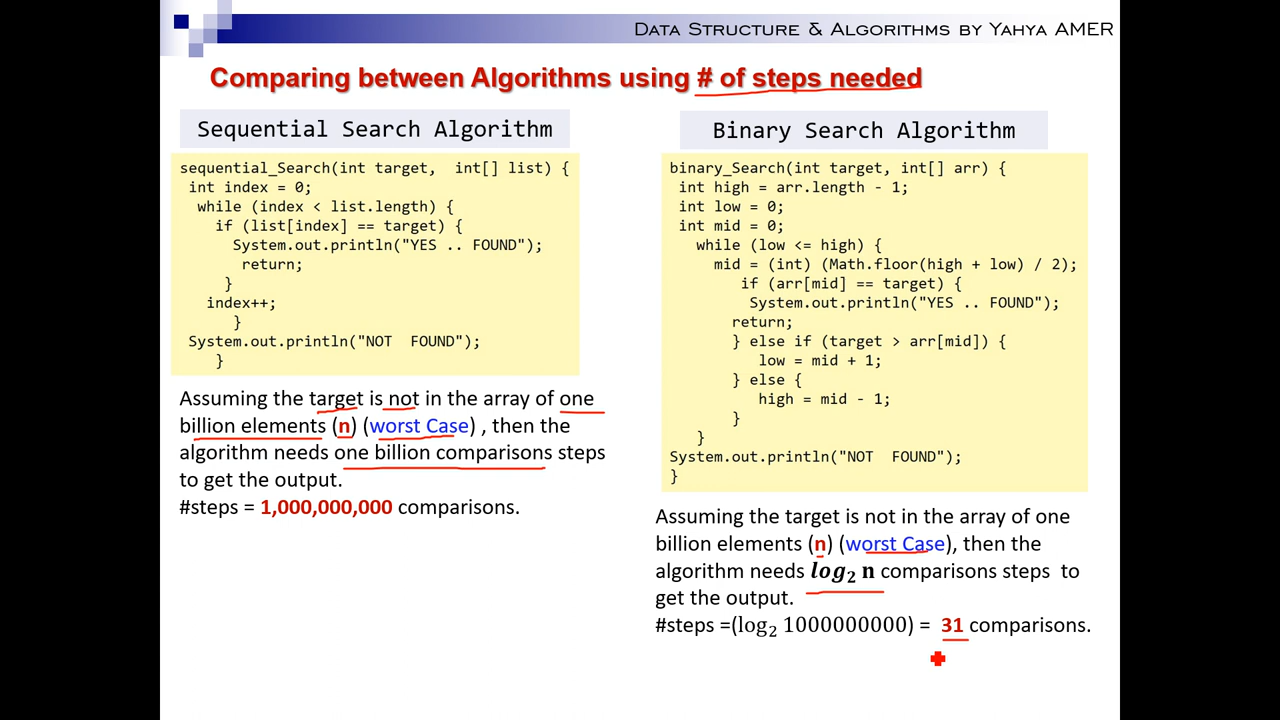 Data Structure & Algorithms by Yahya AMER
Comparing between Algorithms using # of steps needed
Sequential Search Algorithm
sequential_Search(int target,  int[] list) {
int index = 0;
while (index < list.length) {
if (list[index] == target) {
System.out.println("YES .. FOUND");
return;
}
index++;
}
System.out.println("NOT  FOUND");
}
Assuming the target is not in the array of one
billion elements (n) (worst Case) , then the
algorithm needs one billion comparisons steps
to get the output.
#steps = 1,000,000,000 comparisons.
Binary Search Algorithm
binary_Search(int target, int[] arr) {
int high = arr.length - 1;
int low = 0;
int mid = 0;
while (low <= high) {
mid = (int) (Math.floor(high + low) / 2);
if (arr[mid] == target) {
System.out.println("YES .. FOUND");
return;
} else if (target > arr[mid]) {
low = mid + 1;
} else {
high = mid - 1;
}
}
System.out.println("NOT  FOUND");
}
Assuming the target is not in the array of one
billion elements (n) (worst Case), then the
algorithm needs log₂ n comparisons steps  to
get the output.
#steps =(log₂ 1000000000) =  31 comparisons.